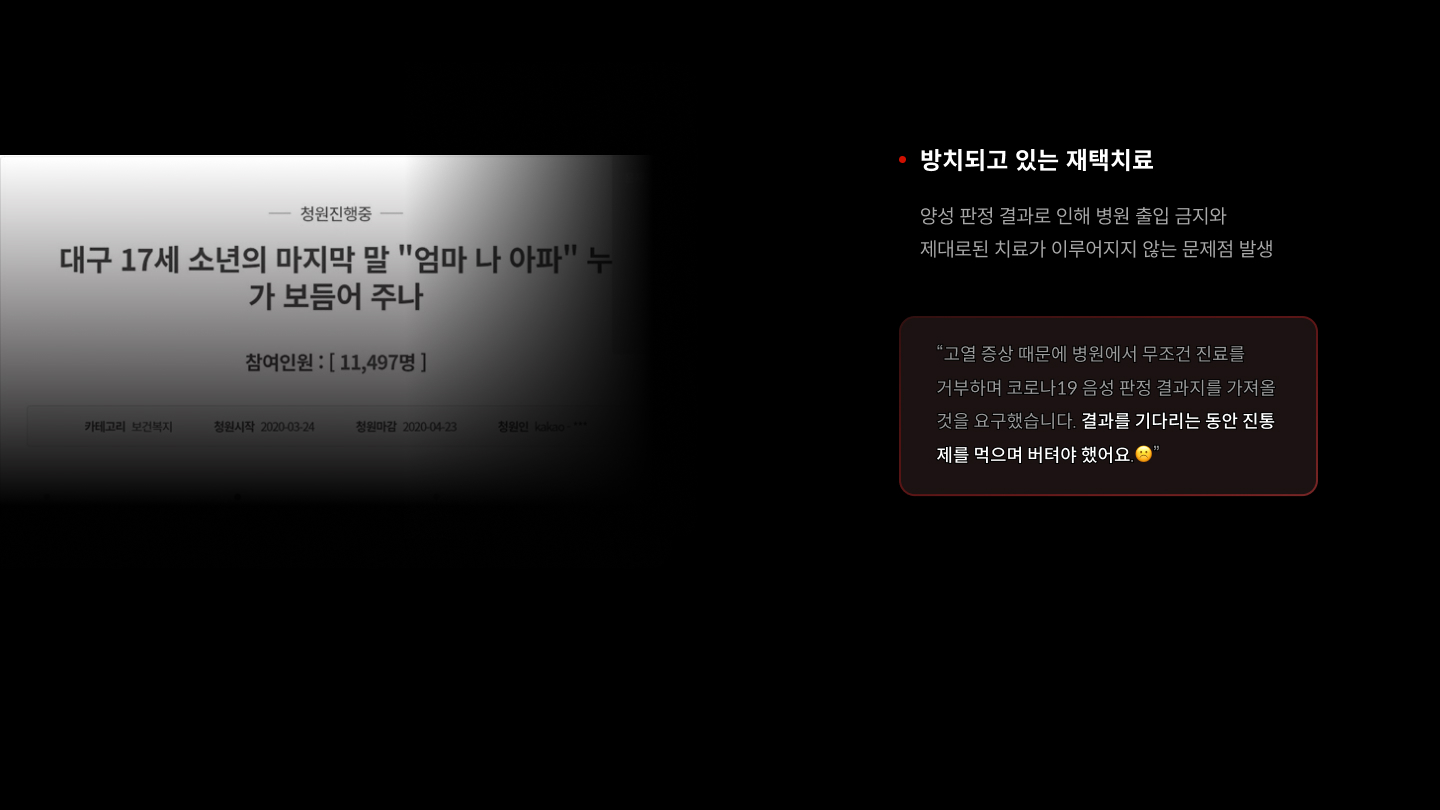 청원진행중
대구 17세 소년의 마지막 말 "엄마 나 아파" 누
가 보듬어 주나
참여인원 : [ 11,497명 ]
카테고리 보건복지 청원시작 2020-03-24 청원마감 2020-04-23 청원인 kakao - ***
• 방치되고 있는 재택치료
양성 판정 결과로 인해 병원 출입 금지와
제대로된 치료가 이루어지지 않는 문제점 발생
“고열 증상 때문에 병원에서 무조건 진료를
거부하며 코로나19 음성 판정 결과지를 가져올
것을 요구했습니다. 결과를 기다리는 동안 진통
제를 먹으며 버텨야 했어요.☹️”